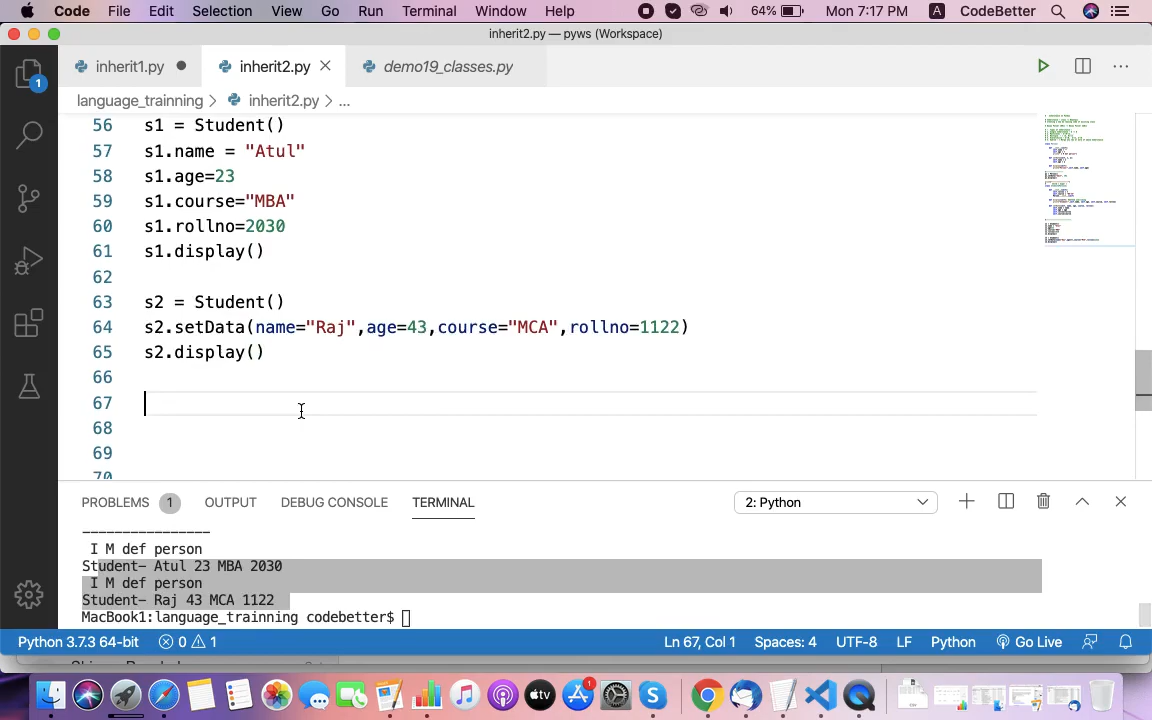 Code File Edit Selection View Go Run Terminal Window Help 64% Mon 7:17 PM A CodeBetter
inherit2.py — pyws (Workspace)
1 inherit1.py inherit2.py demo19_classes.py
language_trainning > inherit2.py > ...
56 s1 = Student()
57 s1.name = "Atul"
58 s1.age=23
59 s1.course="MBA"
60 s1.rollno=2030
61 s1.display()
62
63 s2 = Student()
64 s2.setData(name="Raj",age=43,course="MCA",rollno=1122)
65 s2.display()
66
67
68
69
70
PROBLEMS 1 OUTPUT DEBUG CONSOLE TERMINAL 2: Python
----------------
I M def person
Student- Atul 23 MBA 2030
I M def person
Student- Raj 43 MCA 1122
MacBook1:language_trainning codebetter$
Python 3.7.3 64-bit 0 1 Ln 67, Col 1 Spaces: 4 UTF-8 LF Python Go Live
tv 1